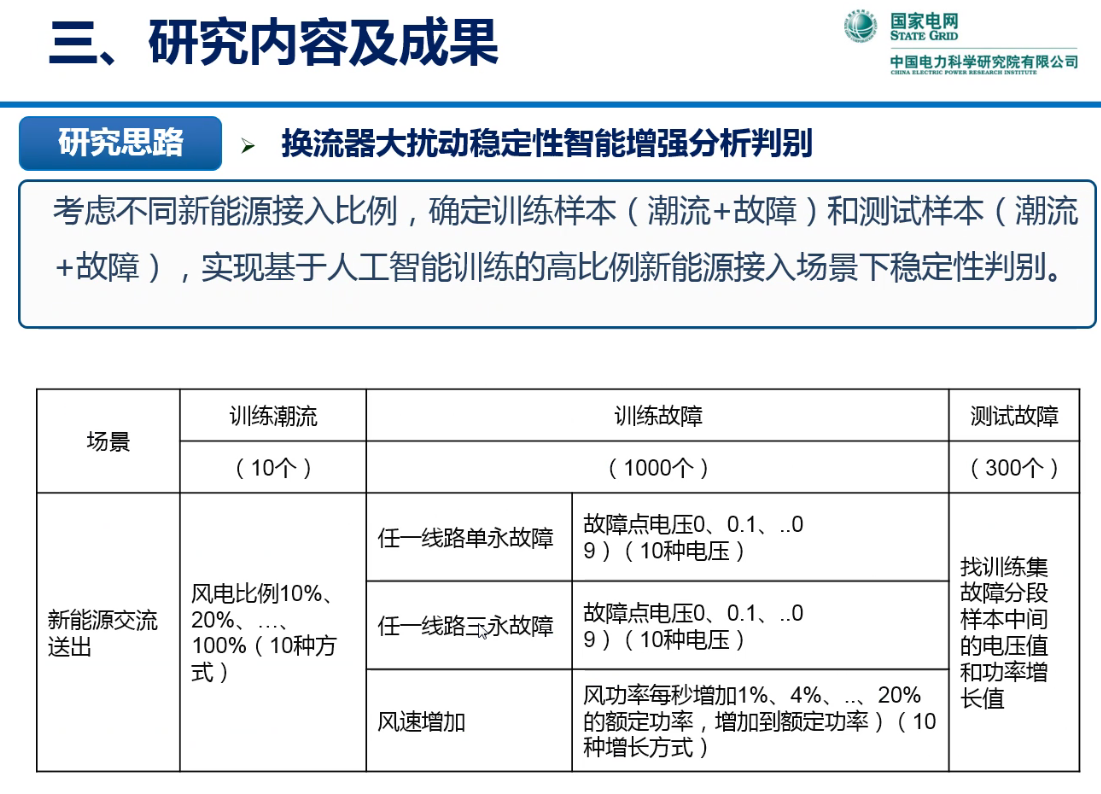 三、研究内容及成果
国家电网
STATE GRID
中国电力科学研究院有限公司
CHINA ELECTRIC POWER RESEARCH INSTITUTE
研究思路
➢ 换流器大扰动稳定性智能增强分析判别
考虑不同新能源接入比例，确定训练样本（潮流+故障）和测试样本（潮流
+故障），实现基于人工智能训练的高比例新能源接入场景下稳定性判别。
场景
训练潮流
训练故障
测试故障
（10个）
（1000个）
（300个）
新能源交流
送出
风电比例10%、
20%、…、
100%（10种方
式）
任一线路单永故障
故障点电压0、0.1、..0
9）（10种电压）
任一线路三永故障
故障点电压0、0.1、..0
9）（10种电压）
风速增加
风功率每秒增加1%、4%、..、20%
的额定功率，增加到额定功率）（10
种增长方式）
找训练集
故障分段
样本中间
的电压值
和功率增
长值